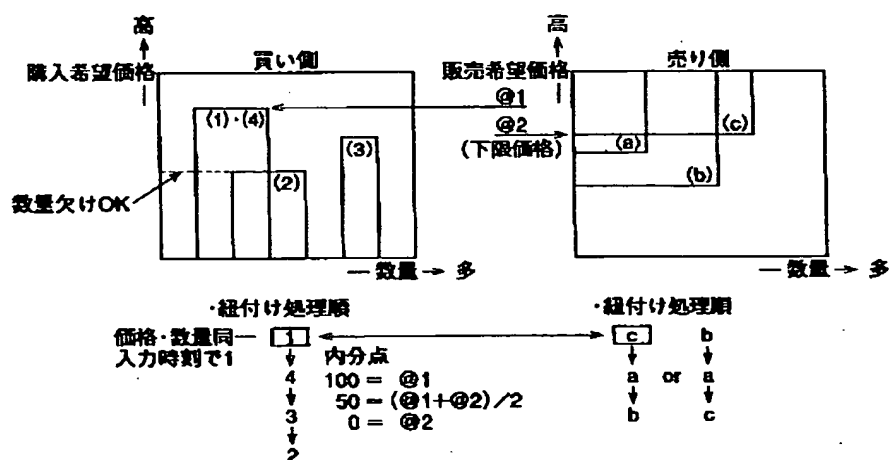 高
購入希望価格
買い側
(1)・(4)
(3)
(2)
数量欠けOK
―数量→ 多
高
販売希望価格
売り側
@1
@2
(下限価格)
(a)
(c)
(b)
―数量→ 多
・紐付け処理順
価格・数量同一
入力時刻で1
1
4
3
2
内分点
100 = @1
50 = (@1+@2)/2
0 = @2
・紐付け処理順
c b
a or a
b c